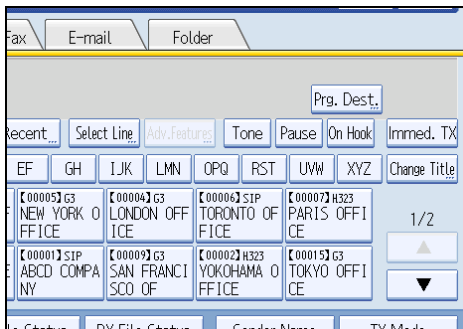 Fax E-mail Folder
Prg. Dest.
Recent Select Line Adv.Features Tone Pause On Hook Immed. TX
EF GH IJK LMN OPQ RST UVW XYZ Change Title
【00005】G3 【00004】G3 【00006】SIP 【00007】H323
NEW YORK O LONDON OFF TORONTO OF PARIS OFFI
FFICE ICE FICE CE
1/2
【00001】SIP 【00009】G3 【00002】H323 【00015】G3
ABCD COMPA SAN FRANCI YOKOHAMA O TOKYO OFFI
NY SCO OF FFICE CE
RX File Status Sender Name TX Mode